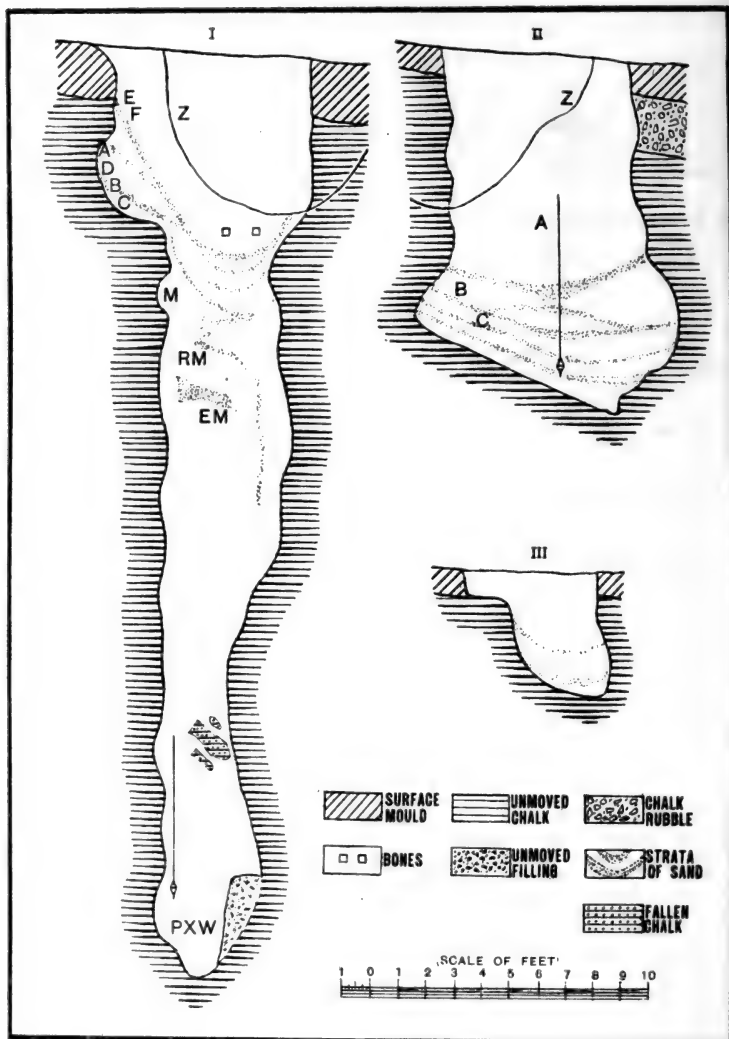 I
II
E
F
Z
Z
A
D
B
C
A
M
B
C
RM
EM
III
SURFACE
MOULD
UNMOVED
CHALK
CHALK
RUBBLE
BONES
UNMOVED
FILLING
STRATA
OF SAND
FALLEN
CHALK
PXW
SCALE OF FEET
1 0 1 2 3 4 5 6 7 8 9 10